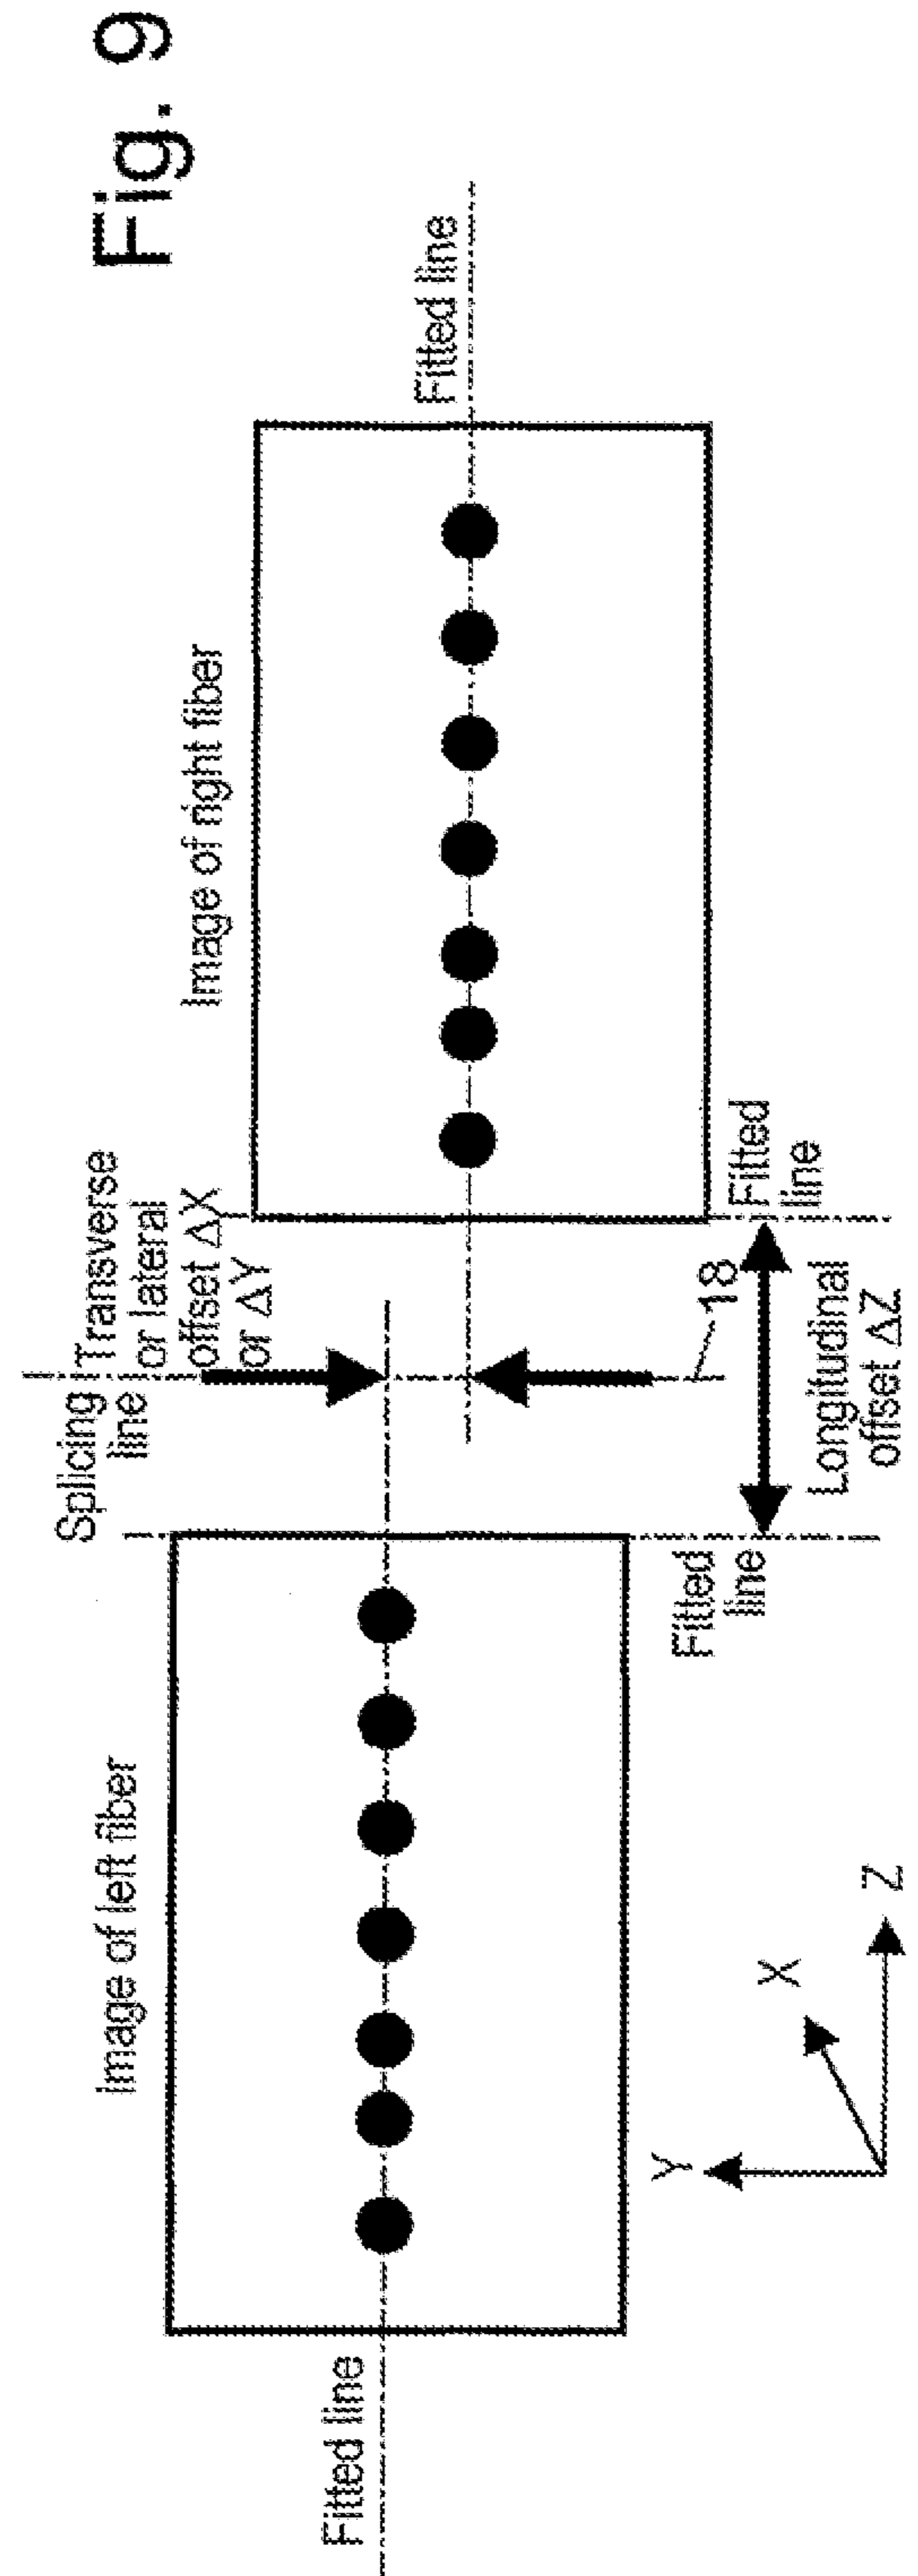 Fig. 9
Splicing
line
Transverse
or lateral
offset ΔX
or ΔY
Image of left fiber
Image of right fiber
Fitted line
Fitted line
18
Fitted
line
Fitted
line
Longitudinal
offset ΔZ
Y
X
Z